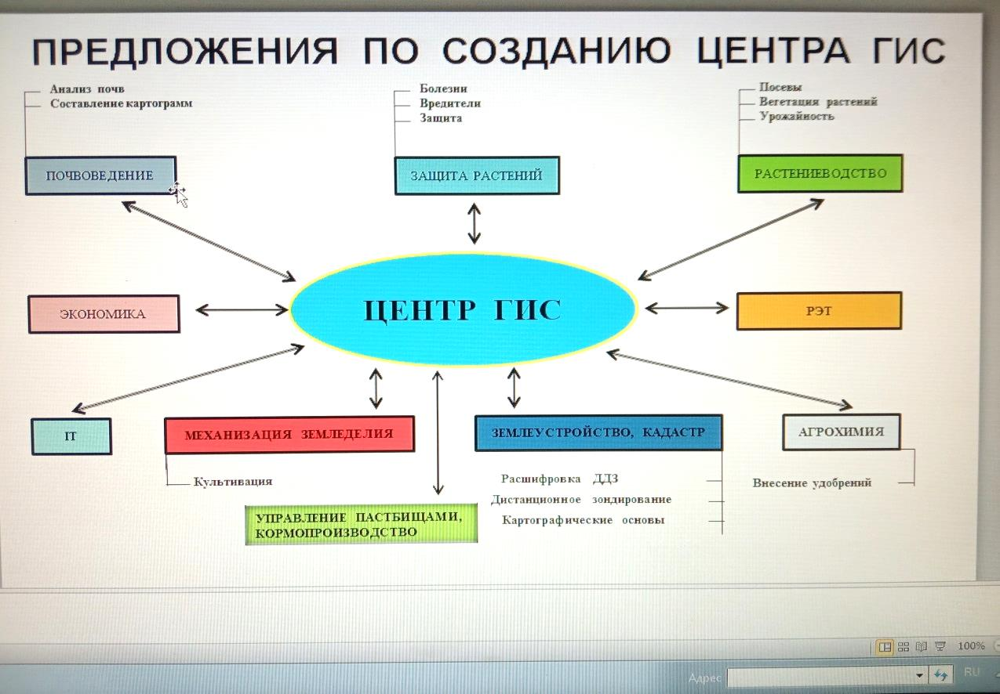 ПРЕДЛОЖЕНИЯ ПО СОЗДАНИЮ ЦЕНТРА ГИС
Анализ почв
Составление картограмм
Болезни
Вредители
Защита
Посевы
Вегетация растений
Урожайность
ПОЧВОВЕДЕНИЕ
ЗАЩИТА РАСТЕНИЙ
РАСТЕНИЕВОДСТВО
ЭКОНОМИКА
ЦЕНТР ГИС
РЭТ
IT
МЕХАНИЗАЦИЯ ЗЕМЛЕДЕЛИЯ
ЗЕМЛЕУСТРОЙСТВО, КАДАСТР
АГРОХИМИЯ
Культивация
Расшифровка ДДЗ
Дистанционное зондирование
Картографические основы
Внесение удобрений
УПРАВЛЕНИЕ ПАСТБИЩАМИ,
КОРМОПРОИЗВОДСТВО
100%
Адрес
RU